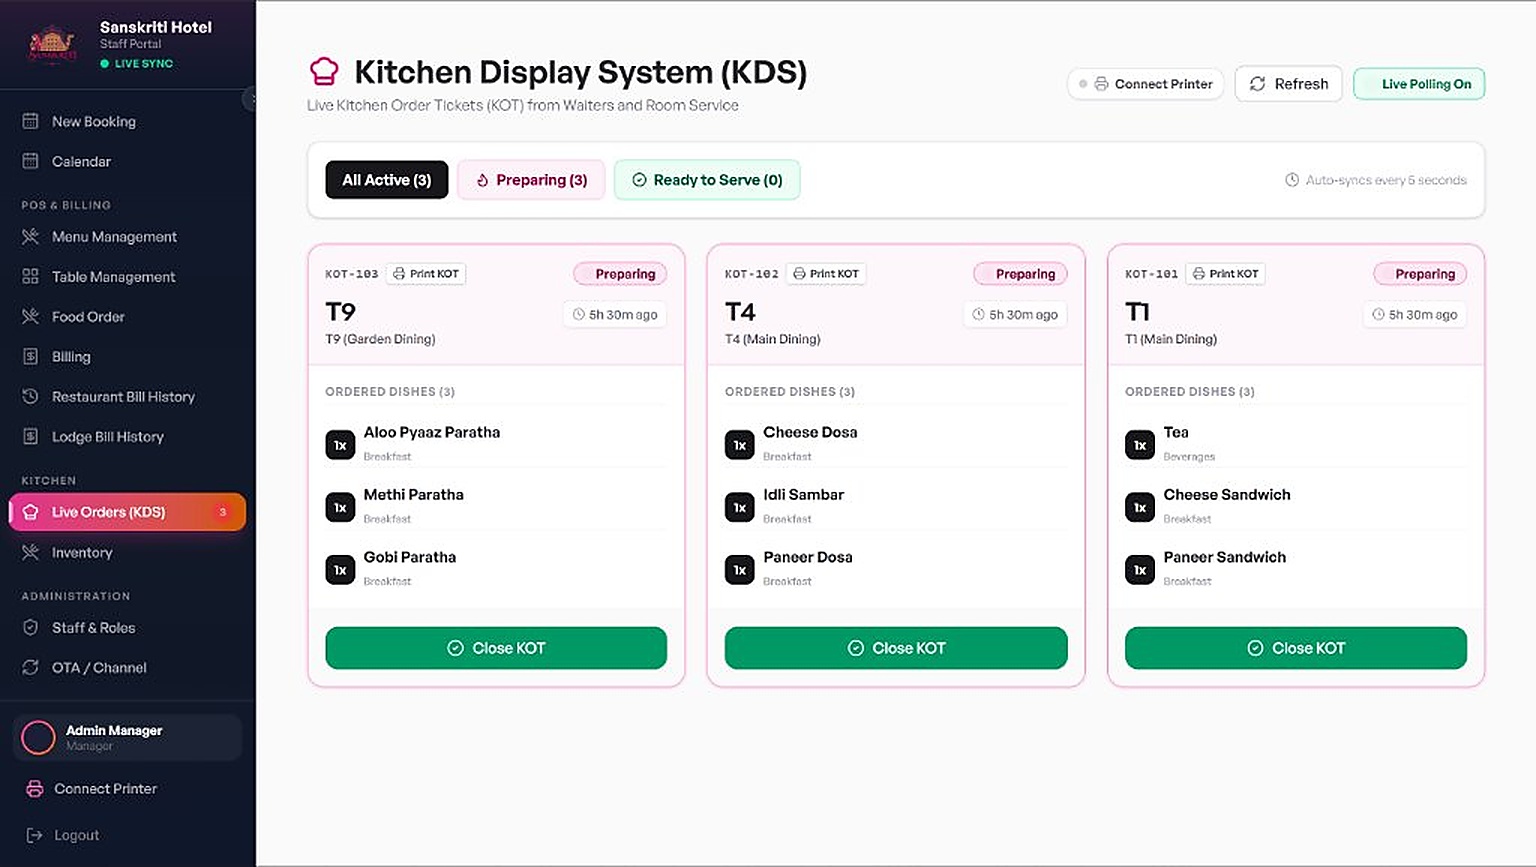 Sanskriti Hotel
Staff Portal
LIVE SYNC
New Booking
Calendar
POS & BILLING
Menu Management
Table Management
Food Order
Billing
Restaurant Bill History
Lodge Bill History
KITCHEN
Live Orders (KDS) 3
Inventory
ADMINISTRATION
Staff & Roles
OTA / Channel
Admin Manager
Manager
Connect Printer
Logout
Kitchen Display System (KDS)
Live Kitchen Order Tickets (KOT) from Waiters and Room Service
Connect Printer
Refresh
Live Polling On
All Active (3)
Preparing (3)
Ready to Serve (0)
Auto-syncs every 5 seconds
KOT-103 Print KOT Preparing
T9 5h 30m ago
T9 (Garden Dining)
ORDERED DISHES (3)
1x Aloo Pyaaz Paratha
Breakfast
1x Methi Paratha
Breakfast
1x Gobi Paratha
Breakfast
Close KOT
KOT-102 Print KOT Preparing
T4 5h 30m ago
T4 (Main Dining)
ORDERED DISHES (3)
1x Cheese Dosa
Breakfast
1x Idli Sambar
Breakfast
1x Paneer Dosa
Breakfast
Close KOT
KOT-101 Print KOT Preparing
T1 5h 30m ago
T1 (Main Dining)
ORDERED DISHES (3)
1x Tea
Beverages
1x Cheese Sandwich
Breakfast
1x Paneer Sandwich
Breakfast
Close KOT